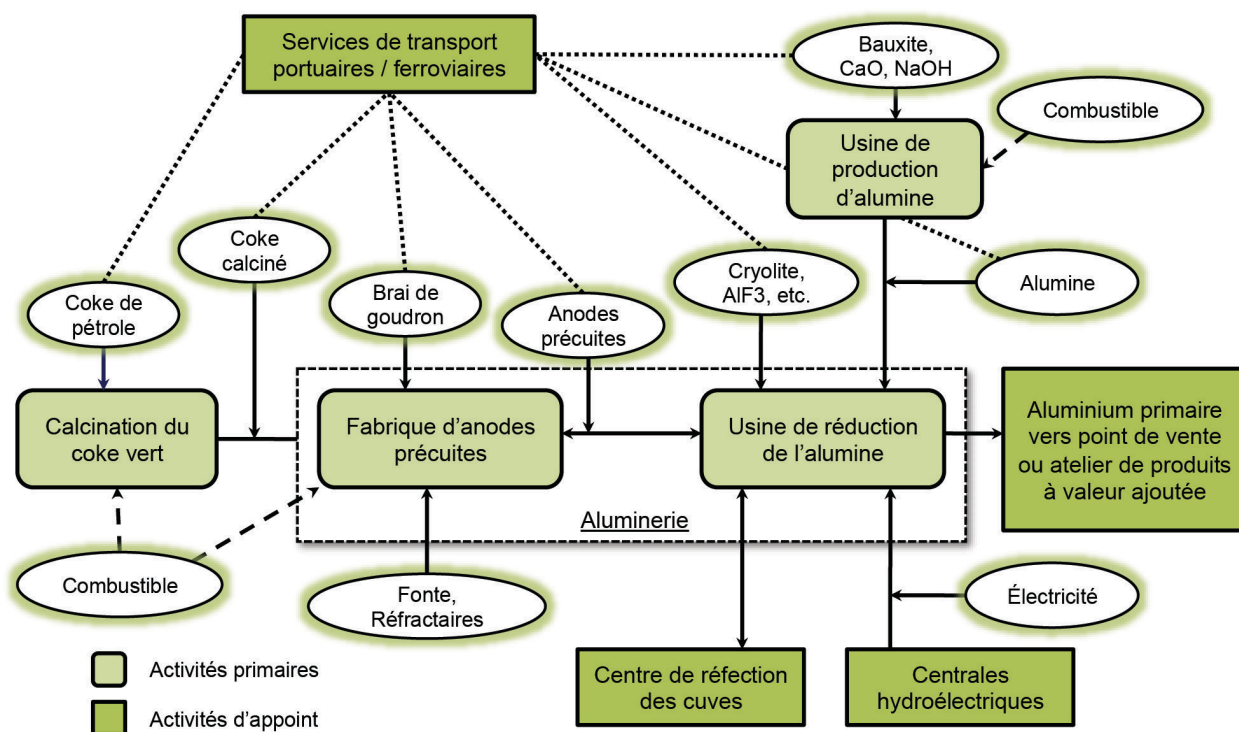 Services de transport
portuaires / ferroviaires
Bauxite,
CaO, NaOH
Combustible
Usine de
production
d’alumine
Coke
calciné
Coke de
pétrole
Brai de
goudron
Anodes
précuites
Cryolite,
AlF3, etc.
Alumine
Calcination du
coke vert
Fabrique d’anodes
précuites
Usine de réduction
de l’alumine
Aluminium primaire
vers point de vente
ou atelier de produits
à valeur ajoutée
Aluminerie
Combustible
Fonte,
Réfractaires
Électricité
Centre de réfection
des cuves
Centrales
hydroélectriques
Activités primaires
Activités d’appoint